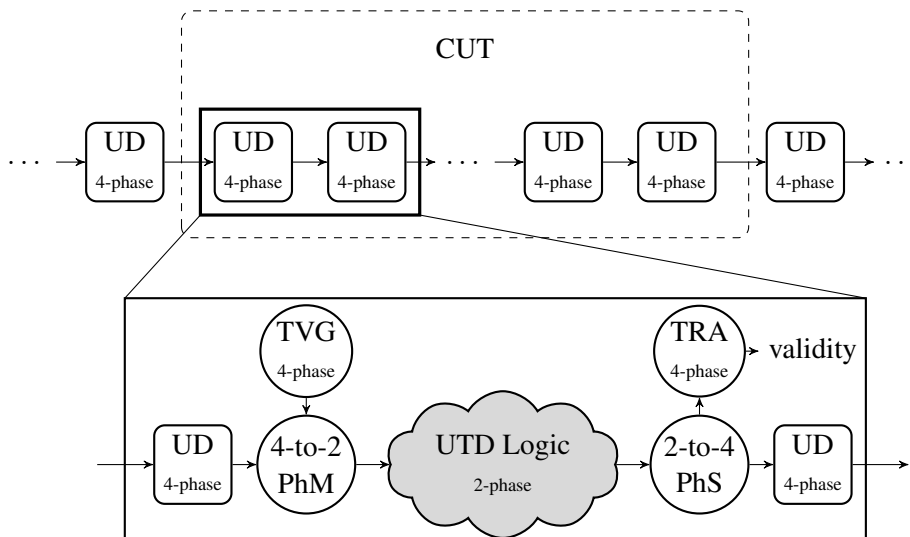 CUT
UD
4-phase
UD
4-phase
UD
4-phase
UD
4-phase
UD
4-phase
UD
4-phase
TVG
4-phase
TRA
4-phase
validity
UD
4-phase
4-to-2
PhM
UTD Logic
2-phase
2-to-4
PhS
UD
4-phase